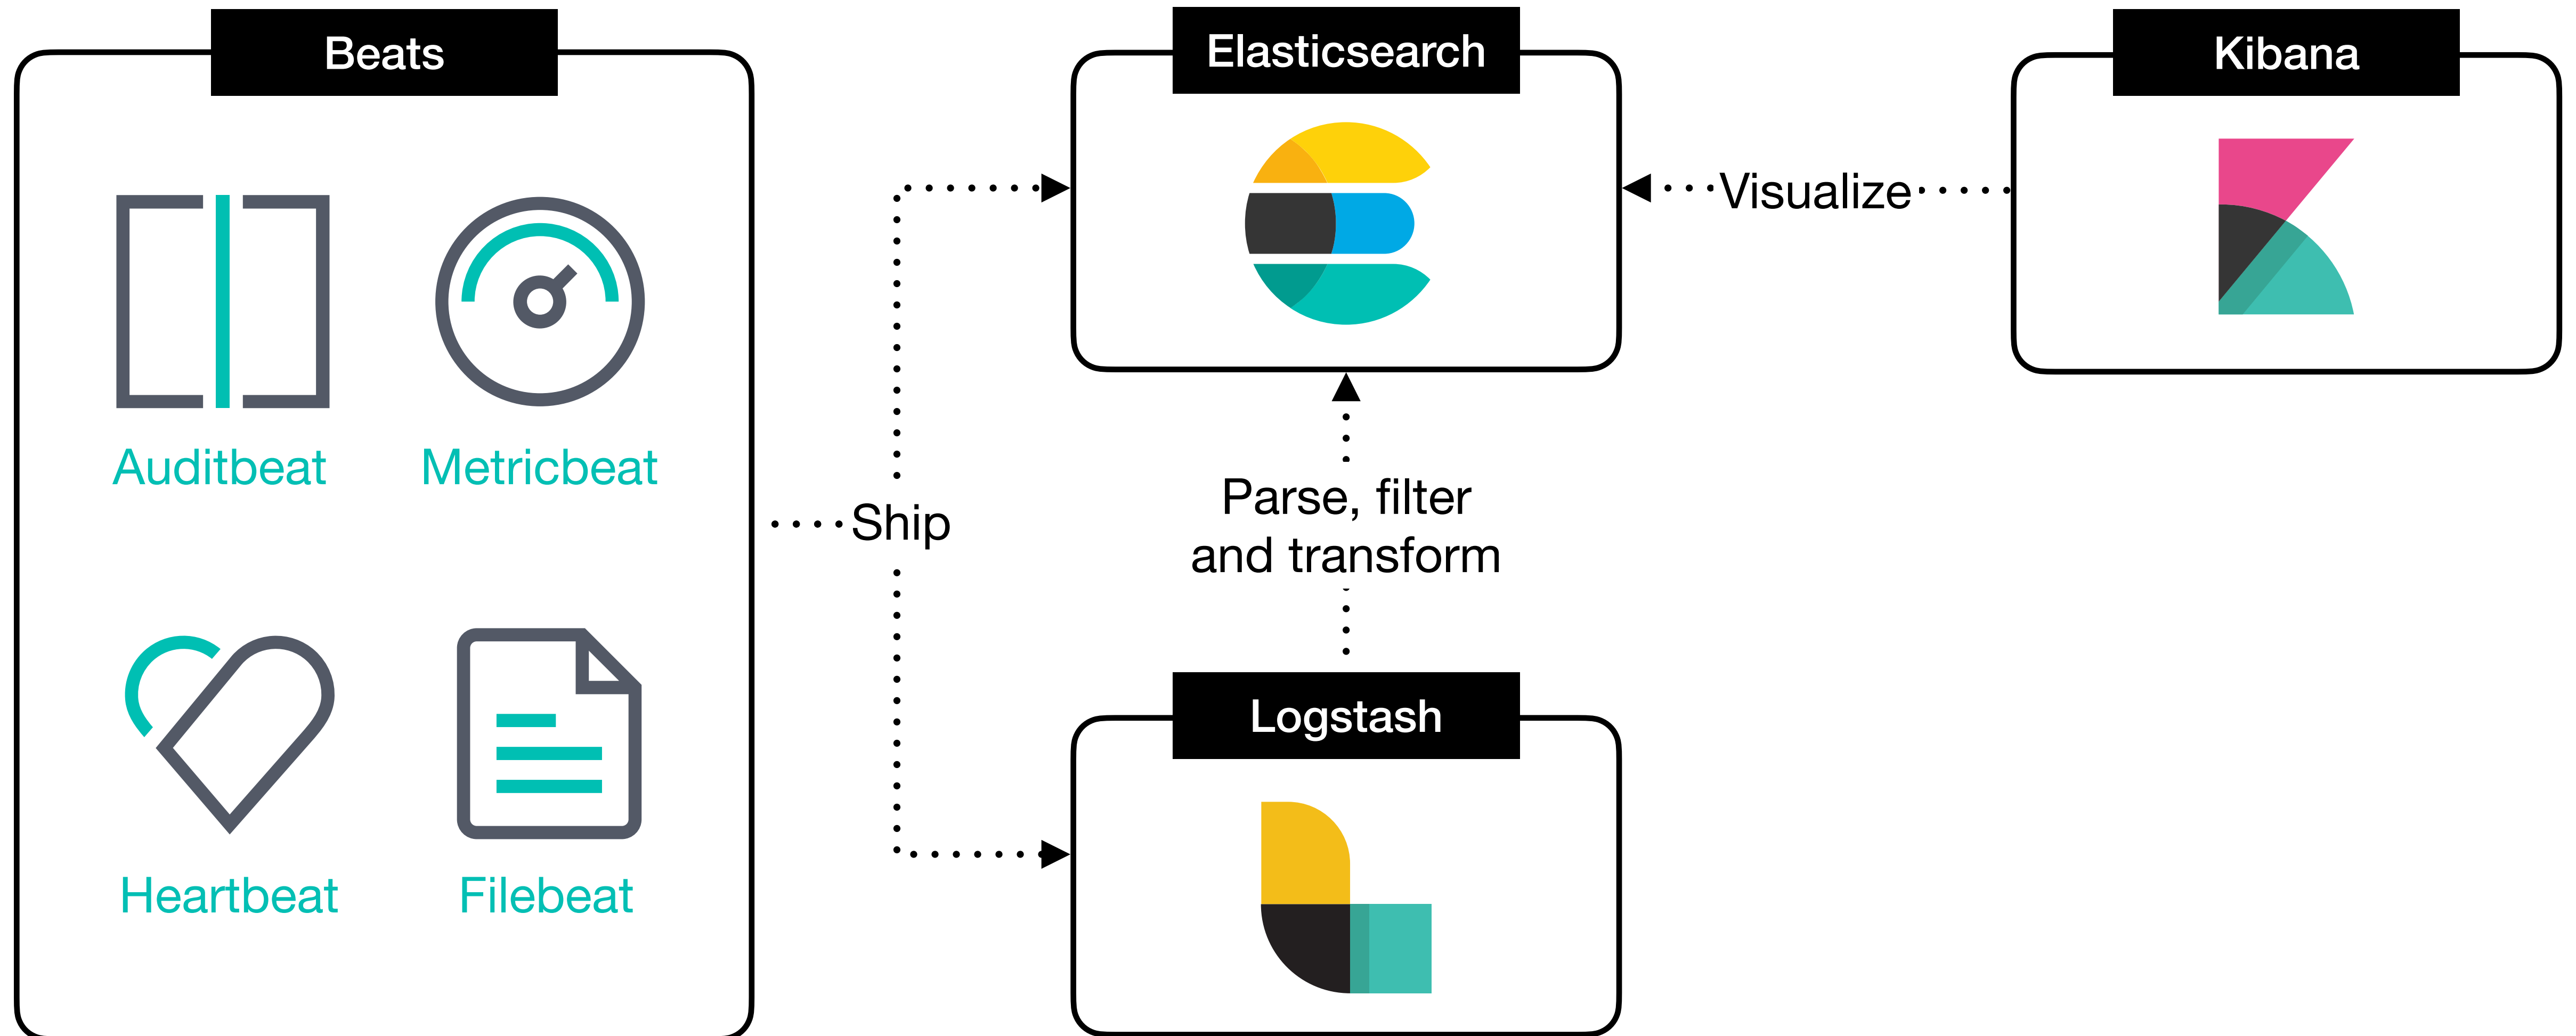 Beats
Auditbeat
Metricbeat
Heartbeat
Filebeat
Ship
Elasticsearch
Parse, filter
and transform
Logstash
Visualize
Kibana